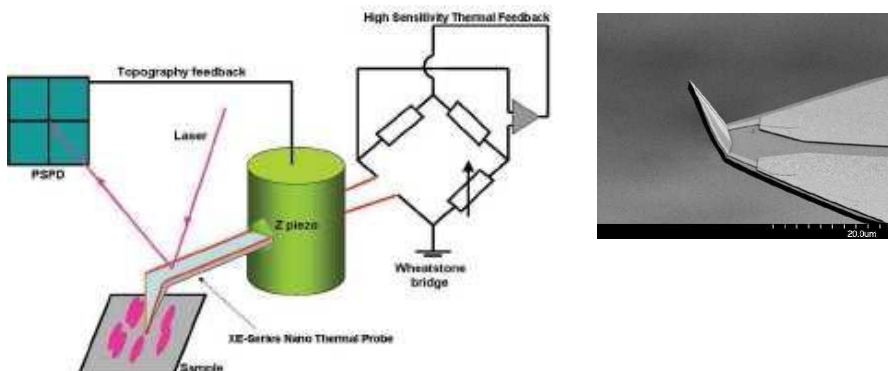 High Sensitivity Thermal Feedback
Topography feedback
Laser
PSPD
Z piezo
Wheatstone
bridge
XE-Series Nano Thermal Probe
Sample
20.0um